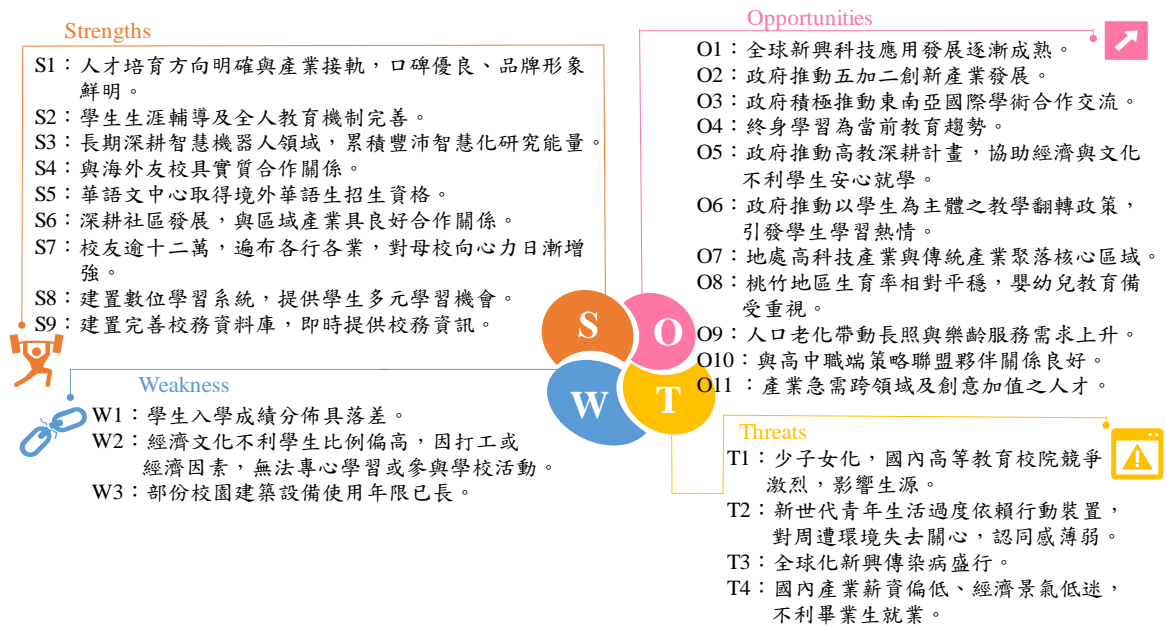 Strengths
S1：人才培育方向明確與產業接軌，口碑優良、品牌形象
鮮明。
S2：學生生涯輔導及全人教育機制完善。
S3：長期深耕智慧機器人領域，累積豐沛智慧化研究能量。
S4：與海外友校具實質合作關係。
S5：華語文中心取得境外華語生招生資格。
S6：深耕社區發展，與區域產業具良好合作關係。
S7：校友逾十二萬，遍布各行各業，對母校向心力日漸增
強。
S8：建置數位學習系統，提供學生多元學習機會。
S9：建置完善校務資料庫，即時提供校務資訊。
Weakness
W1：學生入學成績分佈具落差。
W2：經濟文化不利學生比例偏高，因打工或
經濟因素，無法專心學習或參與學校活動。
W3：部份校園建築設備使用年限已長。
S
O
W
T
Opportunities
O1：全球新興科技應用發展逐漸成熟。
O2：政府推動五加二創新產業發展。
O3：政府積極推動東南亞國際學術合作交流。
O4：終身學習為當前教育趨勢。
O5：政府推動高教深耕計畫，協助經濟與文化
不利學生安心就學。
O6：政府推動以學生為主體之教學翻轉政策，
引發學生學習熱情。
O7：地處高科技產業與傳統產業聚落核心區域。
O8：桃竹地區生育率相對平穩，嬰幼兒教育備
受重視。
O9：人口老化帶動長照與樂齡服務需求上升。
O10：與高中職端策略聯盟夥伴關係良好。
O11 ：產業急需跨領域及創意加值之人才。
Threats
T1：少子女化，國內高等教育校院競爭
激烈，影響生源。
T2：新世代青年生活過度依賴行動裝置，
對周遭環境失去關心，認同感薄弱。
T3：全球化新興傳染病盛行。
T4：國內產業薪資偏低、經濟景氣低迷，
不利畢業生就業。